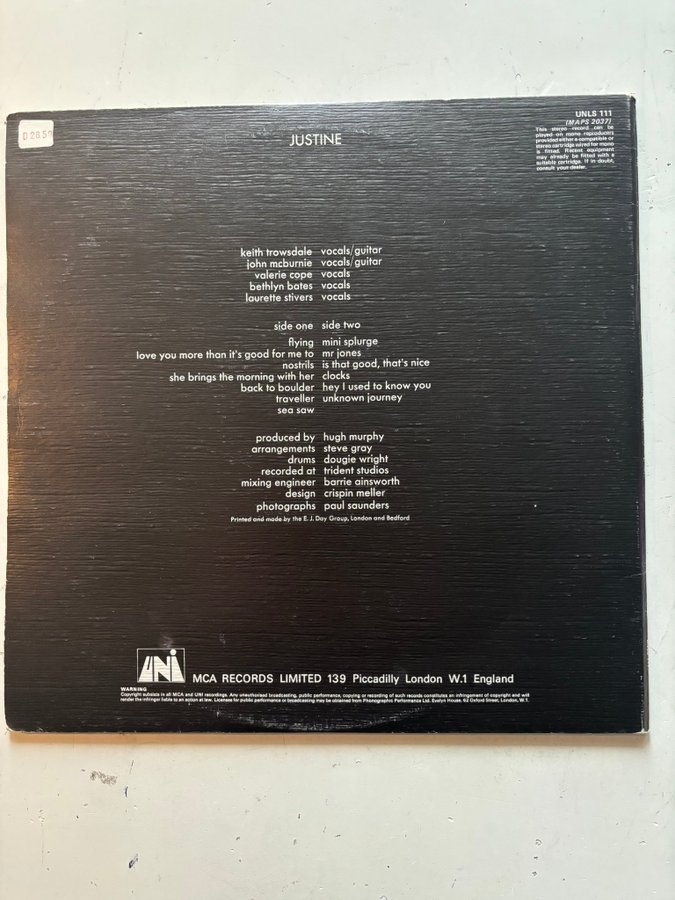 D 28.50
JUSTINE
UNLS 111
(MAPS 2037)
This stereo record can be
played on mono reproducers
provided either a compatible or
stereo cartridge wired for mono
is fitted. Recent equipment
may already be fitted with a
suitable cartridge. If in doubt,
consult your dealer.
keith trowsdale vocals/guitar
john mcburnie vocals/guitar
valerie cope vocals
bethlyn bates vocals
laurette stivers vocals
side one side two
flying mini splurge
love you more than it's good for me to mr jones
nostrils is that good, that's nice
she brings the morning with her clocks
back to boulder hey I used to know you
traveller unknown journey
sea saw
produced by hugh murphy
arrangements steve gray
drums dougie wright
recorded at trident studios
mixing engineer barrie ainsworth
design crispin meller
photographs paul saunders
Printed and made by the E. J. Day Group, London and Bedford
UNI MCA RECORDS LIMITED 139 Piccadilly London W.1 England
WARNING
Copyright subsists in all MCA and UNI recordings. Any unauthorised broadcasting, public performance, copying or recording of such records constitutes an infringement of copyright and will
render the infringer liable to an action at law. Licences for public performance or broadcasting may be obtained from Phonographic Performance Ltd. Evelyn House, 62 Oxford Street, London, W.1.